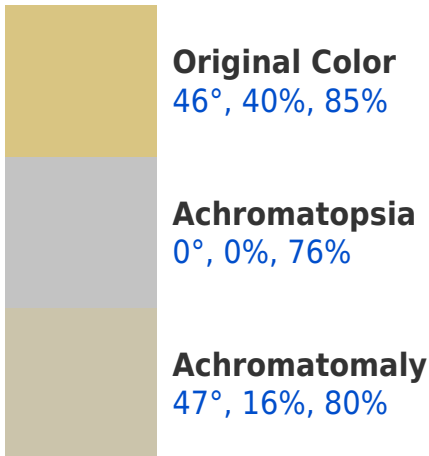 Original Color
46°, 40%, 85%
Achromatopsia
0°, 0%, 76%
Achromatomaly
47°, 16%, 80%